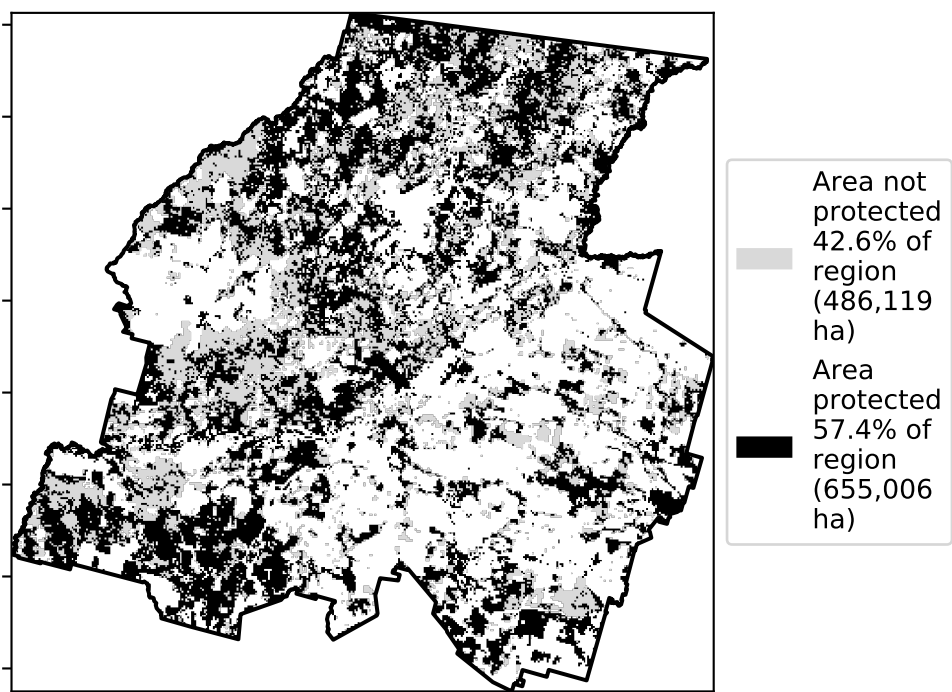 Area not
protected
42.6% of
region
(486,119
ha)
Area
protected
57.4% of
region
(655,006
ha)